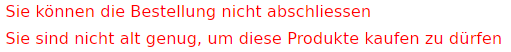 Sie können die Bestellung nicht abschliessen
Sie sind nicht alt genug, um diese Produkte kaufen zu dürfen